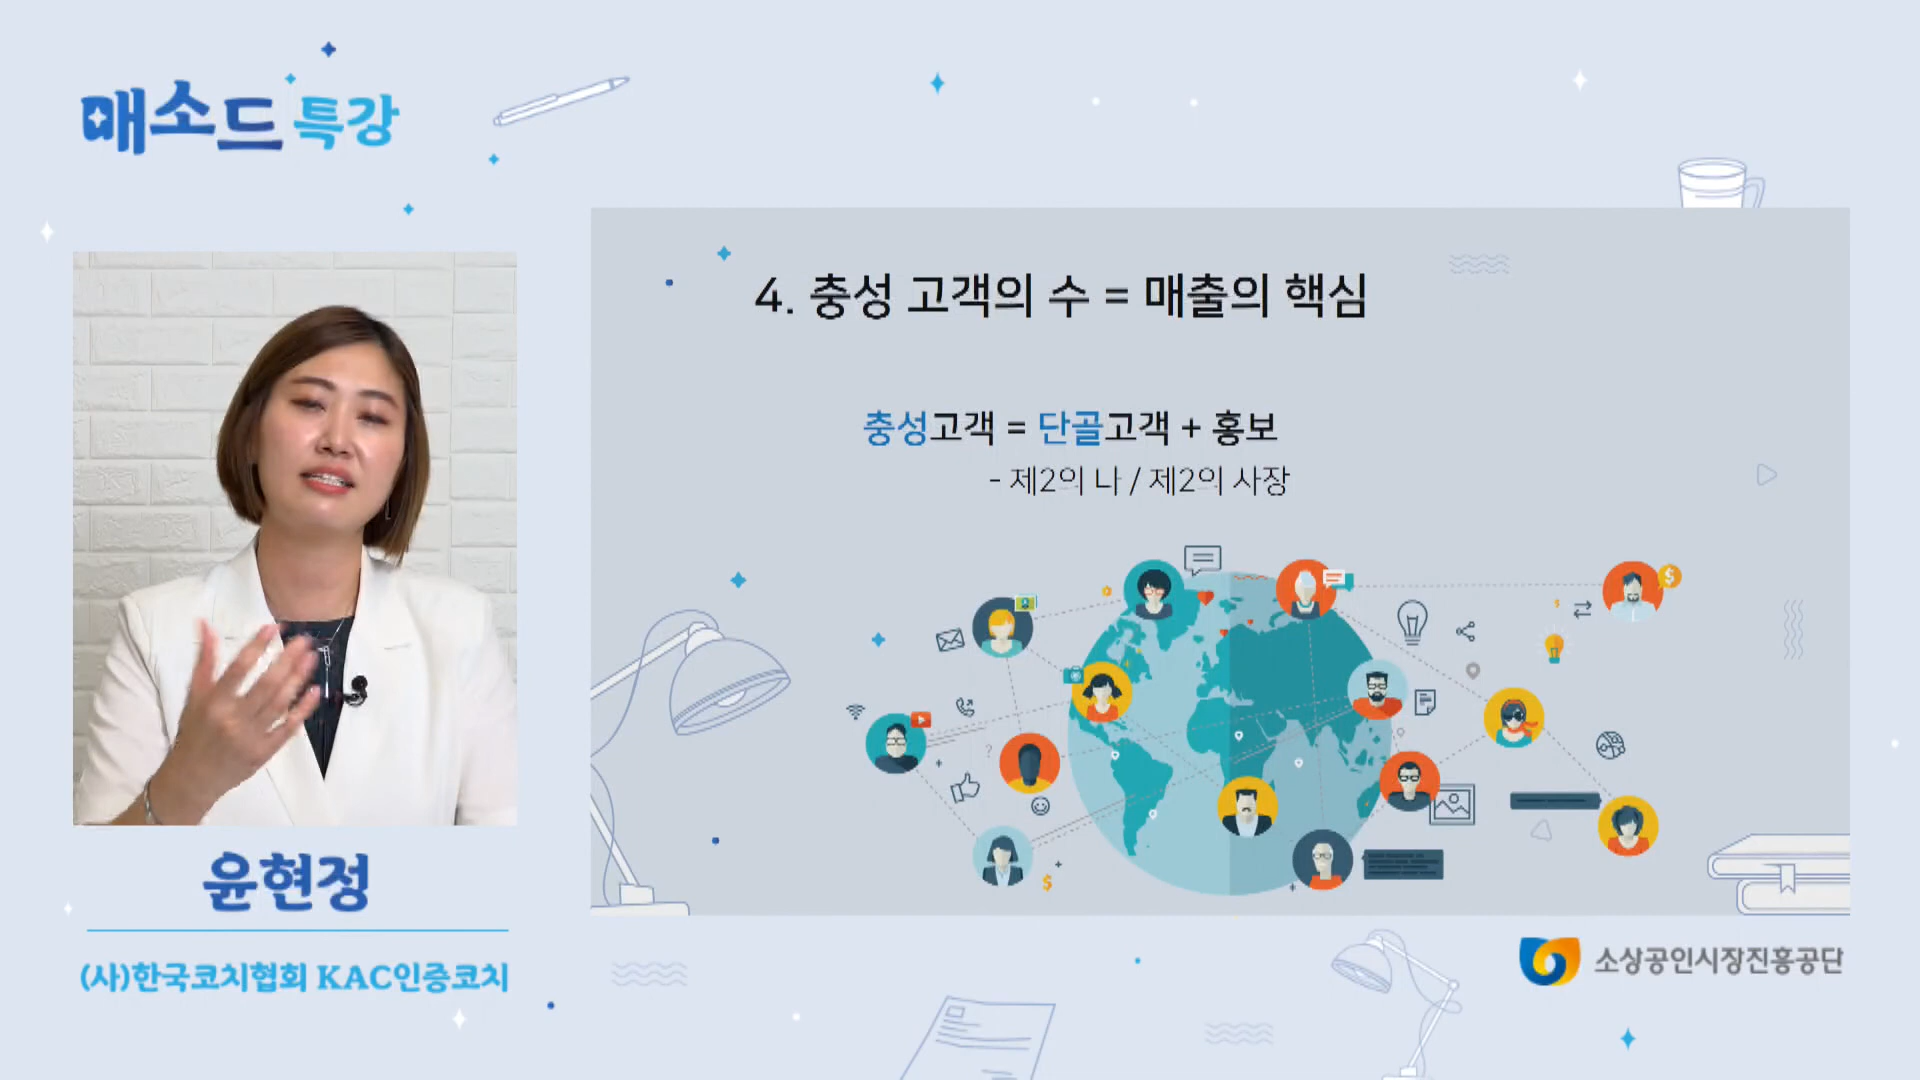 매소드 특강
4. 충성 고객의 수 = 매출의 핵심
충성고객 = 단골고객 + 홍보
- 제2의 나 / 제2의 사장
윤현정
(사)한국코치협회 KAC인증코치
소상공인시장진흥공단